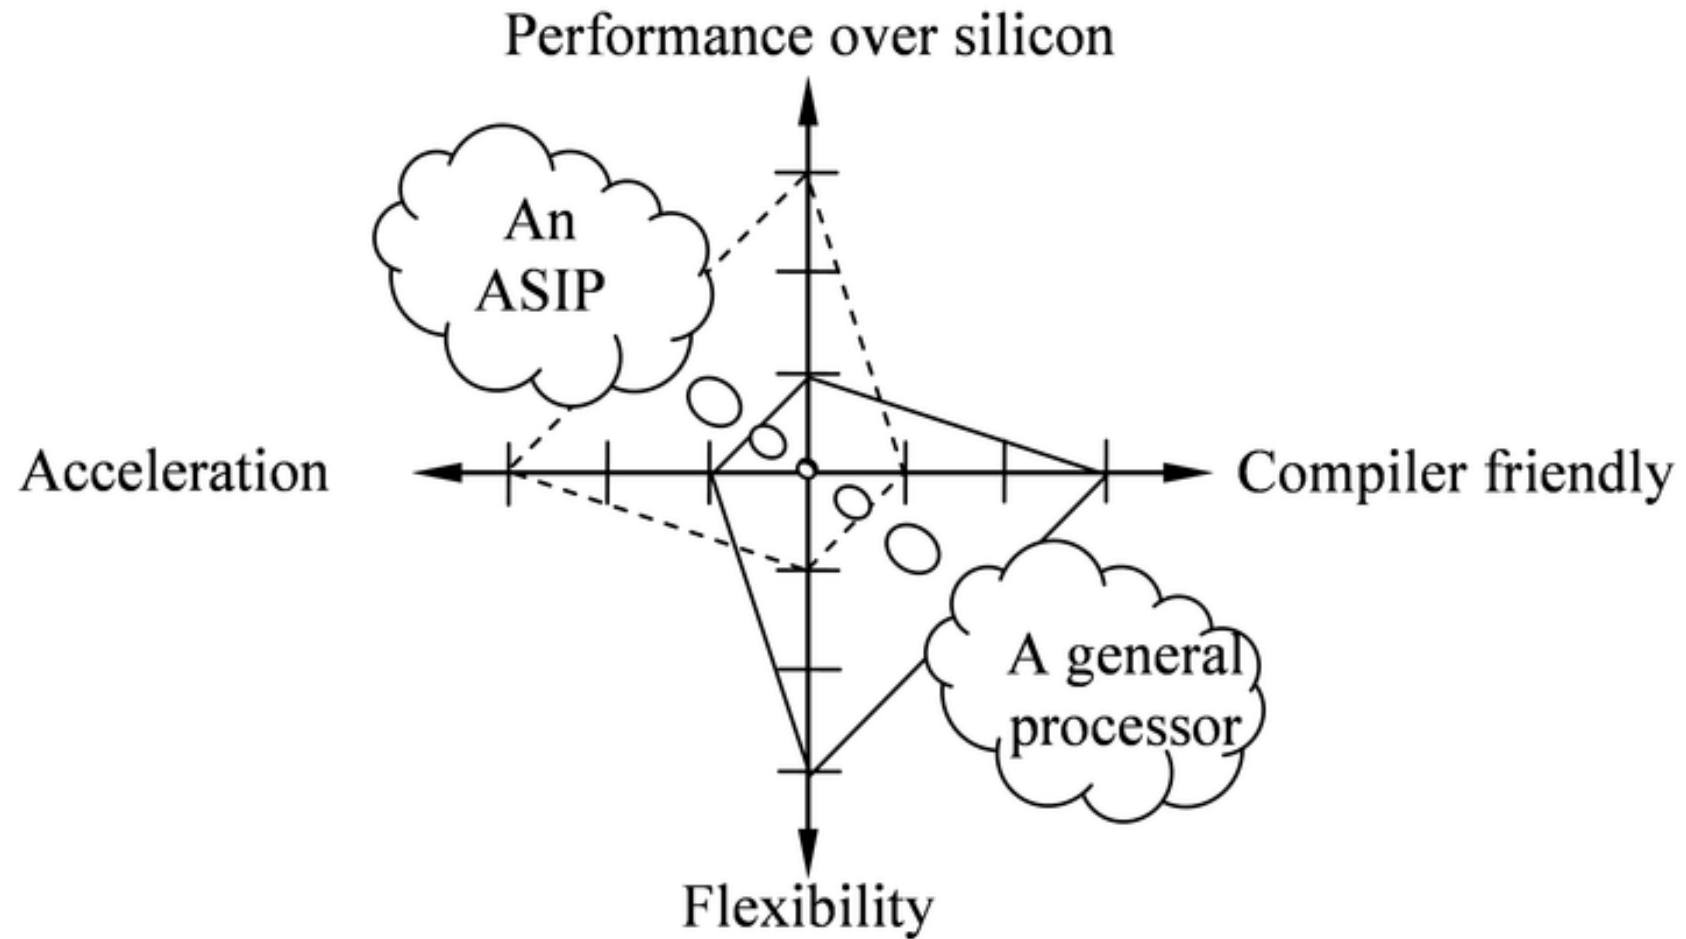 Performance over silicon
An
ASIP
Acceleration
Compiler friendly
A general
processor
Flexibility